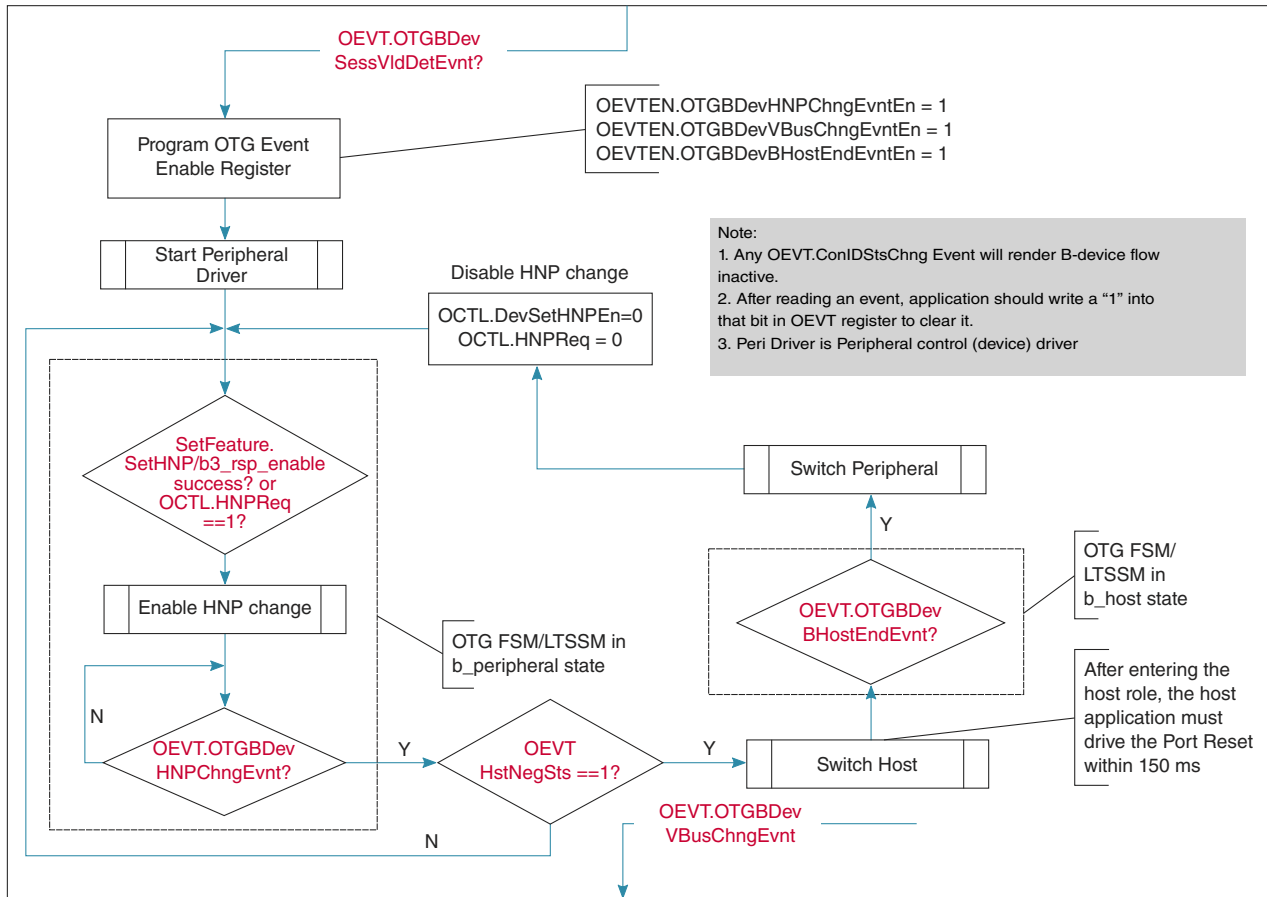 OEVT.OTGBDev
SessVldDetEvnt?
Program OTG Event
Enable Register
OEVTEN.OTGBDevHNPChngEvntEn = 1
OEVTEN.OTGBDevVBusChngEvntEn = 1
OEVTEN.OTGBDevBHostEndEvntEn = 1
Start Peripheral
Driver
Note:
1. Any OEVT.ConIDStsChng Event will render B-device flow
inactive.
2. After reading an event, application should write a “1” into
that bit in OEVT register to clear it.
3. Peri Driver is Peripheral control (device) driver
Disable HNP change
OCTL.DevSetHNPEn=0
OCTL.HNPReq = 0
SetFeature.
SetHNP/b3_rsp_enable
success? or
OCTL.HNPReq
==1?
Switch Peripheral
Y
Enable HNP change
OTG FSM/LTSSM in
b_peripheral state
OEVT.OTGBDev
BHostEndEvnt?
OTG FSM/
LTSSM in
b_host state
N
OEVT.OTGBDev
HNPChngEvnt?
Y
OEVT
HstNegSts ==1?
Y
Switch Host
After entering the
host role, the host
application must
drive the Port Reset
within 150 ms
N
OEVT.OTGBDev
VBusChngEvnt